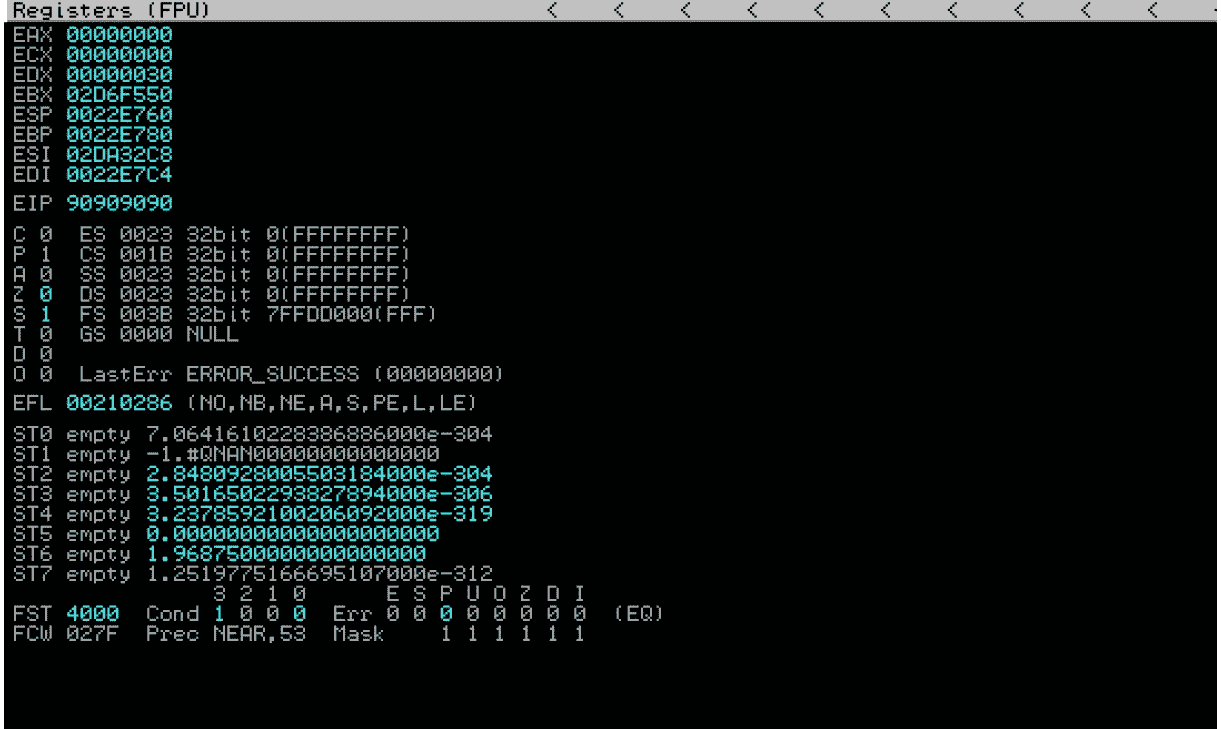 Registers (FPU) < < < < < < < < < <
EAX 00000000
ECX 00000000
EDX 00000030
EBX 02D6F550
ESP 0022E760
EBP 0022E780
ESI 02DA32C8
EDI 0022E7C4
EIP 90909090
C 0 ES 0023 32bit 0(FFFFFFFF)
P 1 CS 001B 32bit 0(FFFFFFFF)
A 0 SS 0023 32bit 0(FFFFFFFF)
Z 0 DS 0023 32bit 0(FFFFFFFF)
S 1 FS 003B 32bit 7FFDD000(FFF)
T 0 GS 0000 NULL
D 0
O 0 LastErr ERROR_SUCCESS (00000000)
EFL 00210286 (NO,NB,NE,A,S,PE,L,LE)
ST0 empty 7.0641610228386886000e-304
ST1 empty -1.#QNAN00000000000000
ST2 empty 2.8480928005503184000e-304
ST3 empty 3.5016502293827894000e-306
ST4 empty 3.2378592100206092000e-319
ST5 empty 0.0000000000000000000
ST6 empty 1.9687500000000000000
ST7 empty 1.2519775166695107000e-312
3 2 1 0 E S P U O Z D I
FST 4000 Cond 1 0 0 0 Err 0 0 0 0 0 0 0 0 (EQ)
FCW 027F Prec NEAR,53 Mask 1 1 1 1 1 1